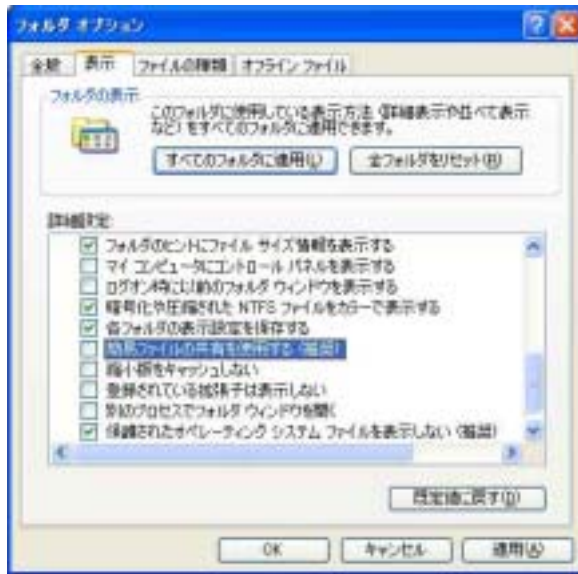 フォルダ オプション
全般 表示 ファイルの種類 オフライン ファイル
フォルダの表示
このフォルダに使用している表示方法 (詳細表示や並べて表示
など) をすべてのフォルダに適用できます。
すべてのフォルダに適用(L) 全フォルダをリセット(R)
詳細設定:
フォルダのヒントにファイル サイズ情報を表示する
マイ コンピュータにコントロール パネルを表示する
ログオン時に以前のフォルダ ウィンドウを表示する
暗号化や圧縮された NTFS ファイルをカラーで表示する
各フォルダの表示設定を保存する
簡易ファイルの共有を使用する (推奨)
縮小版をキャッシュしない
登録されている拡張子は表示しない
別のプロセスでフォルダ ウィンドウを開く
保護されたオペレーティング システム ファイルを表示しない (推奨)
既定値に戻す(D)
OK キャンセル 適用(A)